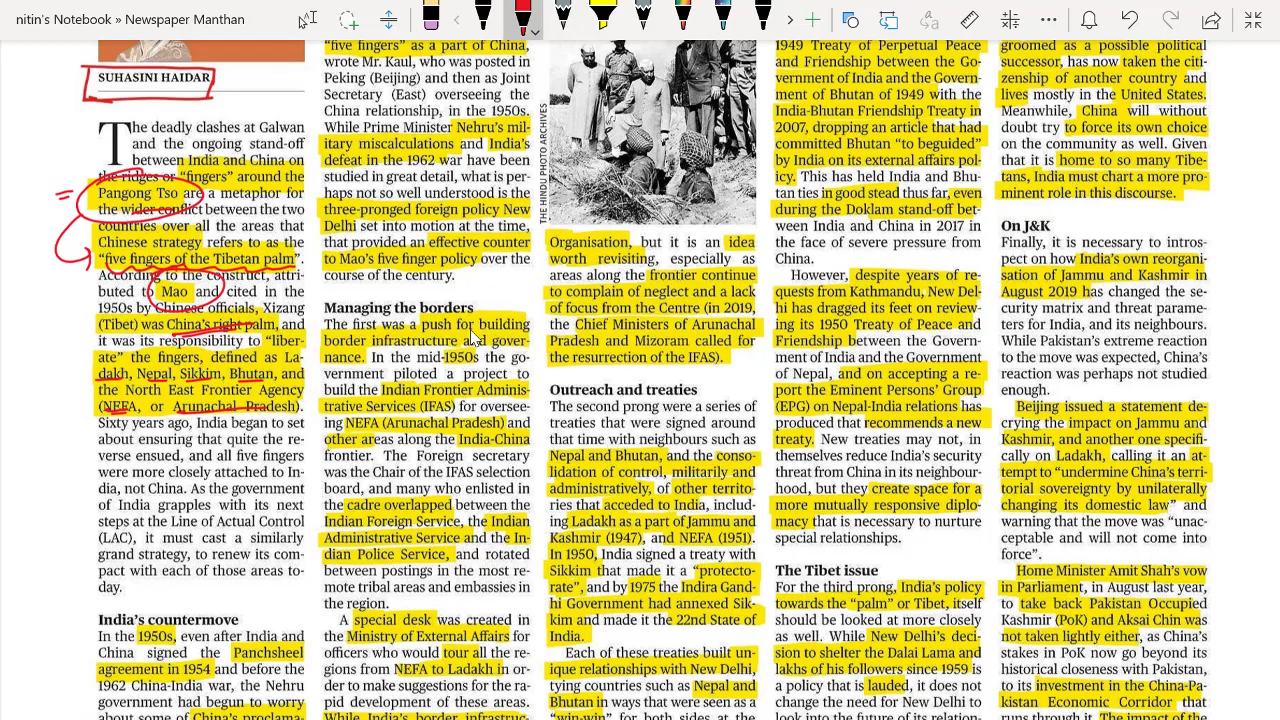 nitin's Notebook » Newspaper Manthan
SUHASINI HAIDAR
The deadly clashes at Galwan
and the ongoing stand-off
between India and China on
the ridges or “fingers” around the
Pangong Tso are a metaphor for
the wider conflict between the two
countries over all the areas that
Chinese strategy refers to as the
“five fingers of the Tibetan palm”.
According to the construct, attri-
buted to Mao and cited in the
1950s by Chinese officials, Xizang
(Tibet) was China’s right palm, and
it was its responsibility to “liber-
ate” the fingers, defined as La-
dakh, Nepal, Sikkim, Bhutan, and
the North East Frontier Agency
(NEFA, or Arunachal Pradesh).
Sixty years ago, India began to set
about ensuring that quite the re-
verse ensued, and all five fingers
were more closely attached to In-
dia, not China. As the government
of India grapples with its next
steps at the Line of Actual Control
(LAC), it must cast a similarly
grand strategy, to renew its com-
pact with each of those areas to-
day.
India’s countermove
In the 1950s, even after India and
China signed the Panchsheel
agreement in 1954 and before the
1962 China-India war, the Nehru
government had begun to worry
about some of China’s proclama-
“five fingers” as a part of China,
wrote Mr. Kaul, who was posted in
Peking (Beijing) and then as Joint
Secretary (East) overseeing the
China relationship, in the 1950s.
While Prime Minister Nehru’s mil-
itary miscalculations and India’s
defeat in the 1962 war have been
studied in great detail, what is per-
haps not so well understood is the
three-pronged foreign policy New
Delhi set into motion at the time,
that provided an effective counter
to Mao’s five finger policy over the
course of the century.
Managing the borders
The first was a push for building
border infrastructure and gover-
nance. In the mid-1950s the go-
vernment piloted a project to
build the Indian Frontier Adminis-
trative Services (IFAS) for oversee-
ing NEFA (Arunachal Pradesh) and
other areas along the India-China
frontier. The Foreign secretary
was the Chair of the IFAS selection
board, and many who enlisted in
the cadre overlapped between the
Indian Foreign Service, the Indian
Administrative Service and the In-
dian Police Service, and rotated
between postings in the most re-
mote tribal areas and embassies in
the region.
A special desk was created in
the Ministry of External Affairs for
officers who would tour all the re-
gions from NEFA to Ladakh in or-
der to make suggestions for the ra-
pid development of these areas.
While India’s border infrastruc-
THE HINDU PHOTO ARCHIVES
Organisation, but it is an idea
worth revisiting, especially as
areas along the frontier continue
to complain of neglect and a lack
of focus from the Centre (in 2019,
the Chief Ministers of Arunachal
Pradesh and Mizoram called for
the resurrection of the IFAS).
Outreach and treaties
The second prong were a series of
treaties that were signed around
that time with neighbours such as
Nepal and Bhutan, and the conso-
lidation of control, militarily and
administratively, of other territo-
ries that acceded to India, includ-
ing Ladakh as a part of Jammu and
Kashmir (1947), and NEFA (1951).
In 1950, India signed a treaty with
Sikkim that made it a “protecto-
rate”, and by 1975 the Indira Gand-
hi Government had annexed Sik-
kim and made it the 22nd State of
India.
Each of these treaties built un-
ique relationships with New Delhi,
tying countries such as Nepal and
Bhutan in ways that were seen as a
“win-win” for both sides at the
1949 Treaty of Perpetual Peace
and Friendship between the Go-
vernment of India and the Govern-
ment of Bhutan of 1949 with the
India-Bhutan Friendship Treaty in
2007, dropping an article that had
committed Bhutan “to beguided”
by India on its external affairs pol-
icy. This has held India and Bhu-
tan ties in good stead thus far, even
during the Doklam stand-off bet-
ween India and China in 2017 in
the face of severe pressure from
China.
However, despite years of re-
quests from Kathmandu, New Del-
hi has dragged its feet on review-
ing its 1950 Treaty of Peace and
Friendship between the Govern-
ment of India and the Government
of Nepal, and on accepting a re-
port the Eminent Persons’ Group
(EPG) on Nepal-India relations has
produced that recommends a new
treaty. New treaties may not, in
themselves reduce India’s security
threat from China in its neighbour-
hood, but they create space for a
more mutually responsive diplo-
macy that is necessary to nurture
special relationships.
The Tibet issue
For the third prong, India’s policy
towards the “palm” or Tibet, itself
should be looked at more closely
as well. While New Delhi’s deci-
sion to shelter the Dalai Lama and
lakhs of his followers since 1959 is
a policy that is lauded, it does not
change the need for New Delhi to
look into the future of its relation-
groomed as a possible political
successor, has now taken the citi-
zenship of another country and
lives mostly in the United States.
Meanwhile, China will without
doubt try to force its own choice
on the community as well. Given
that it is home to so many Tibe-
tans, India must chart a more pro-
minent role in this discourse.
On J&K
Finally, it is necessary to intros-
pect on how India’s own reorgani-
sation of Jammu and Kashmir in
August 2019 has changed the se-
curity matrix and threat parame-
ters for India, and its neighbours.
While Pakistan’s extreme reaction
to the move was expected, China’s
reaction was perhaps not studied
enough.
Beijing issued a statement de-
crying the impact on Jammu and
Kashmir, and another one specifi-
cally on Ladakh, calling it an at-
tempt to “undermine China’s terri-
torial sovereignty by unilaterally
changing its domestic law” and
warning that the move was “unac-
ceptable and will not come into
force”.
Home Minister Amit Shah’s vow
in Parliament, in August last year,
to take back Pakistan Occupied
Kashmir (PoK) and Aksai Chin was
not taken lightly either, as China’s
stakes in PoK now go beyond its
historical closeness with Pakistan,
to its investment in the China-Pa-
kistan Economic Corridor that
runs through it. The impact of the